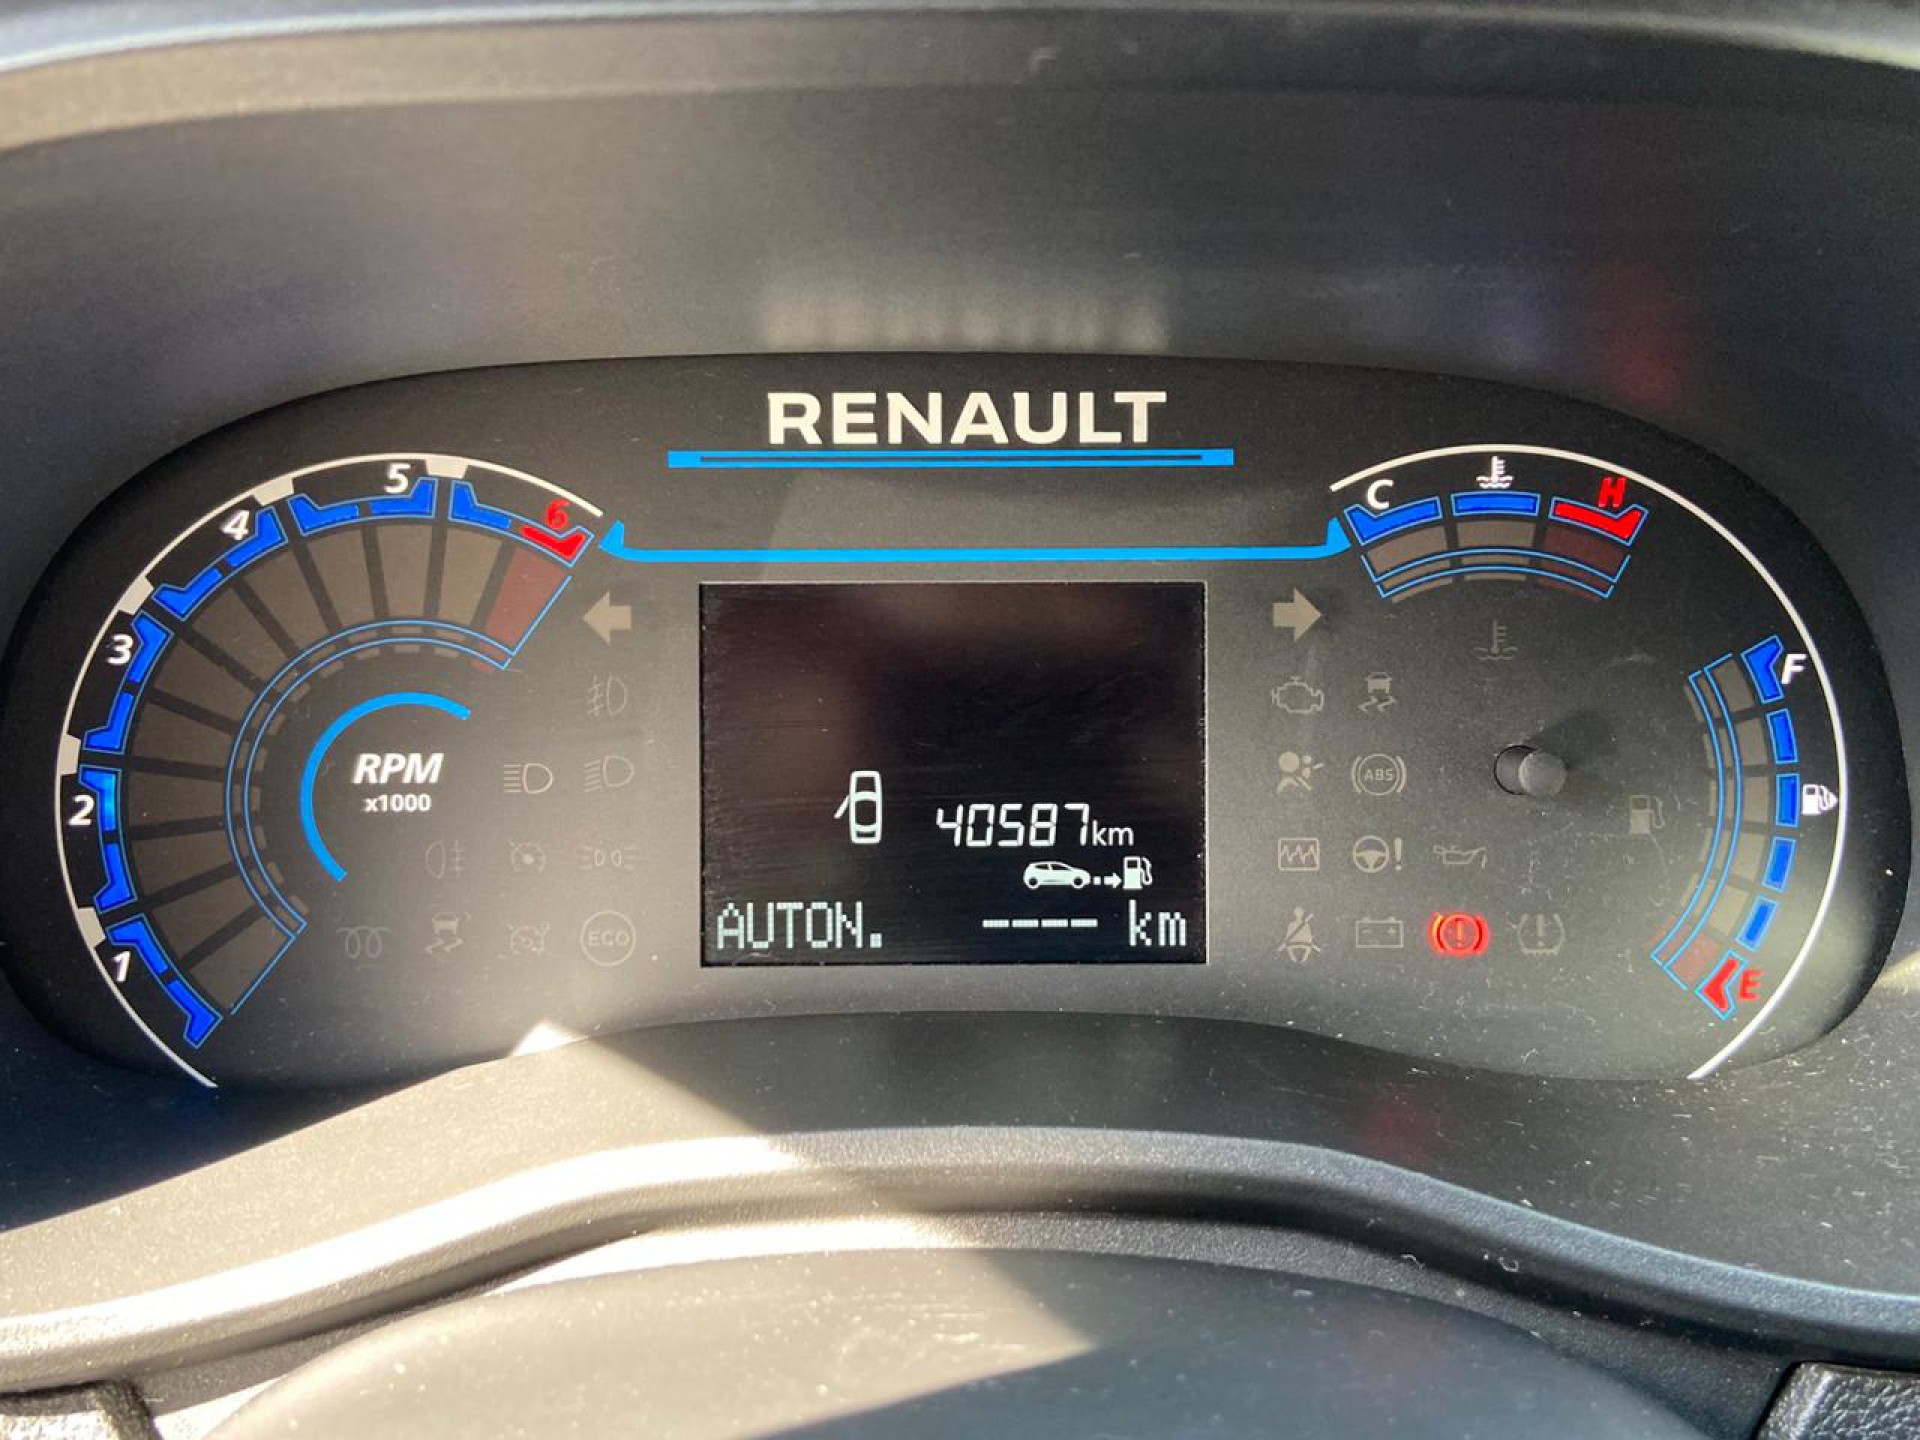 RENAULT
5
6
4
3
2
1
RPM
x1000
C
H
F
E
ABS
ECO
40587km
AUTON. ---- km